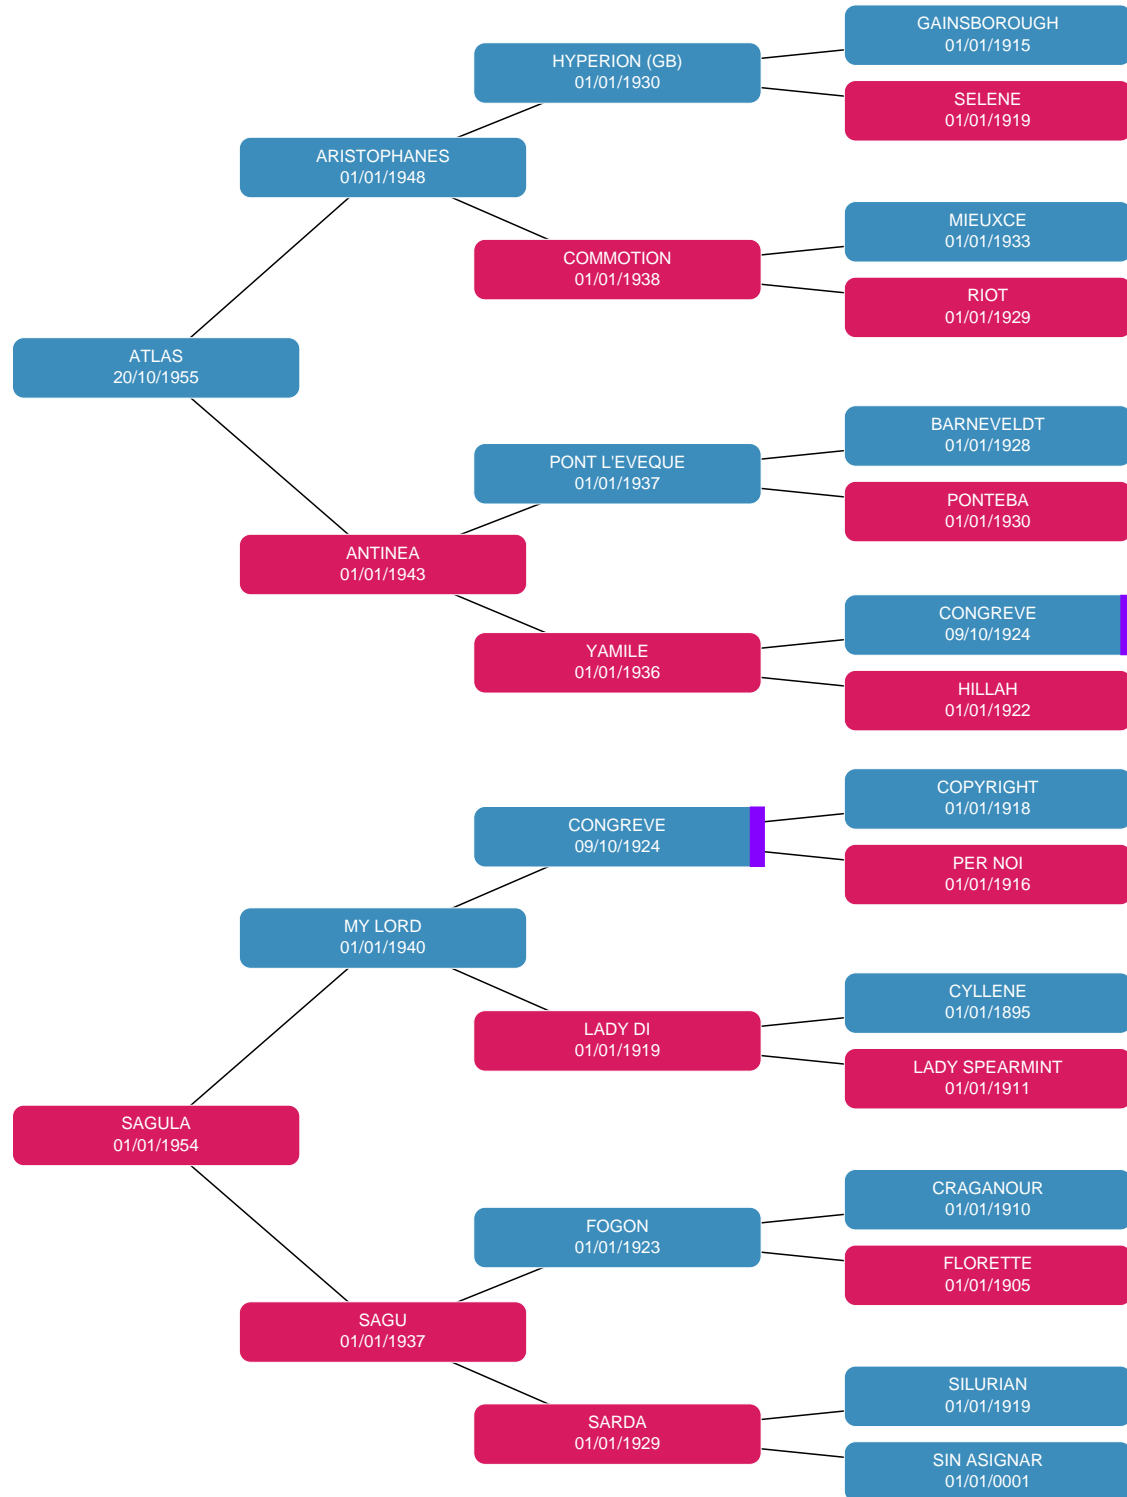 GAINSBOROUGH
01/01/1915
HYPERION (GB)
01/01/1930
SELENE
01/01/1919
ARISTOPHANES
01/01/1948
MIEUXCE
01/01/1933
COMMOTION
01/01/1938
RIOT
01/01/1929
ATLAS
20/10/1955
BARNEVELDT
01/01/1928
PONT L'EVEQUE
01/01/1937
PONTEBA
01/01/1930
ANTINEA
01/01/1943
CONGREVE
09/10/1924
YAMILE
01/01/1936
HILLAH
01/01/1922
COPYRIGHT
01/01/1918
CONGREVE
09/10/1924
PER NOI
01/01/1916
MY LORD
01/01/1940
CYLLENE
01/01/1895
LADY DI
01/01/1919
LADY SPEARMINT
01/01/1911
SAGULA
01/01/1954
CRAGANOUR
01/01/1910
FOGON
01/01/1923
FLORETTE
01/01/1905
SAGU
01/01/1937
SILURIAN
01/01/1919
SARDA
01/01/1929
SIN ASIGNAR
01/01/0001